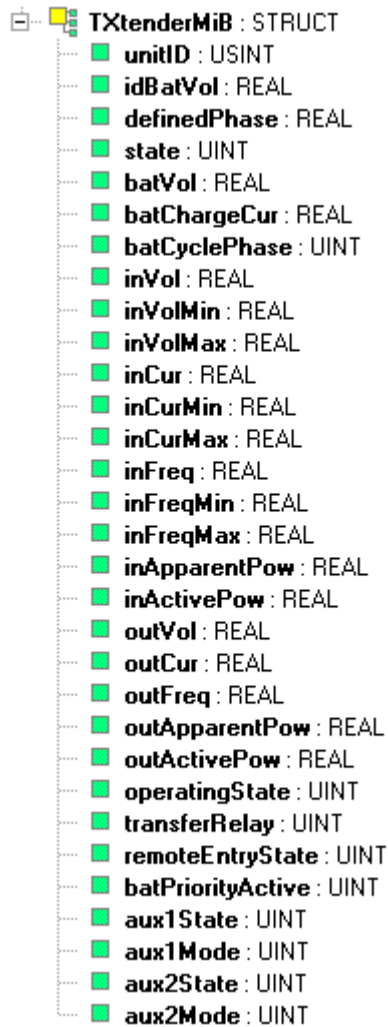 TXtenderMiB : STRUCT
unitID : USINT
idBatVol : REAL
definedPhase : REAL
state : UINT
batVol : REAL
batChargeCur : REAL
batCyclePhase : UINT
inVol : REAL
inVolMin : REAL
inVolMax : REAL
inCur : REAL
inCurMin : REAL
inCurMax : REAL
inFreq : REAL
inFreqMin : REAL
inFreqMax : REAL
inApparentPow : REAL
inActivePow : REAL
outVol : REAL
outCur : REAL
outFreq : REAL
outApparentPow : REAL
outActivePow : REAL
operatingState : UINT
transferRelay : UINT
remoteEntryState : UINT
batPriorityActive : UINT
aux1State : UINT
aux1Mode : UINT
aux2State : UINT
aux2Mode : UINT